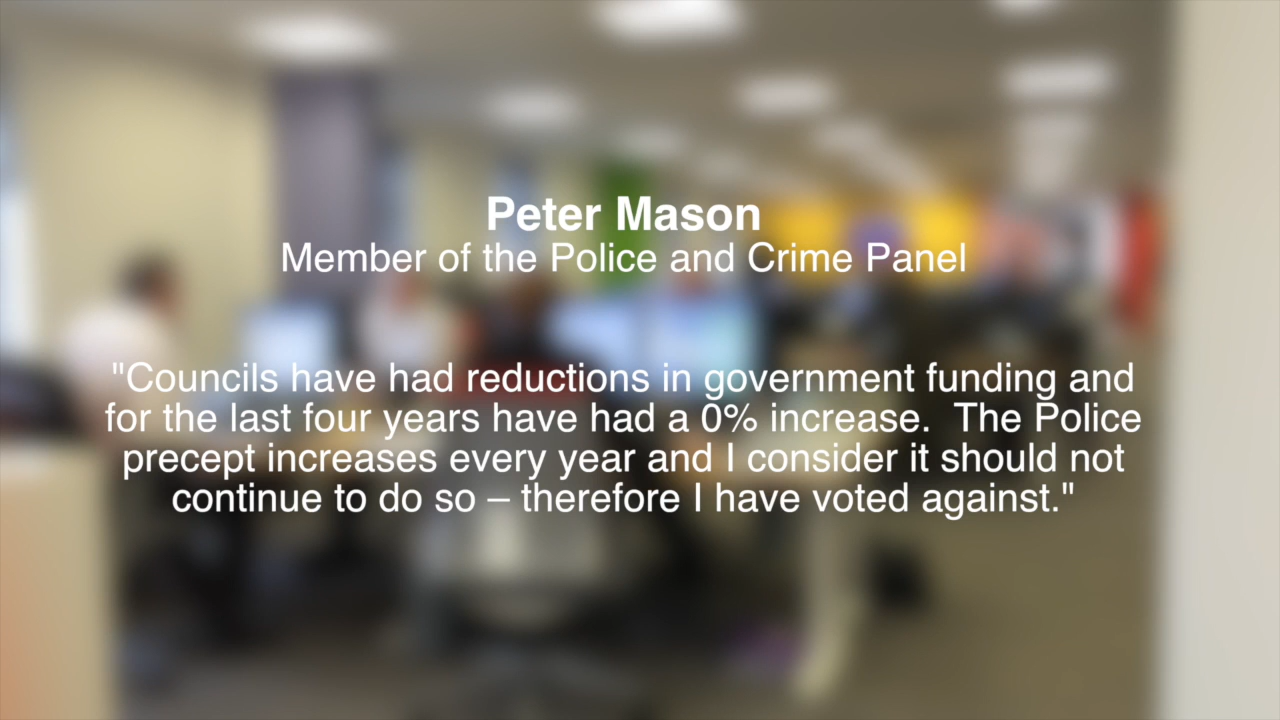 Peter Mason
Member of the Police and Crime Panel
"Councils have had reductions in government funding and
for the last four years have had a 0% increase.  The Police
precept increases every year and I consider it should not
continue to do so – therefore I have voted against."